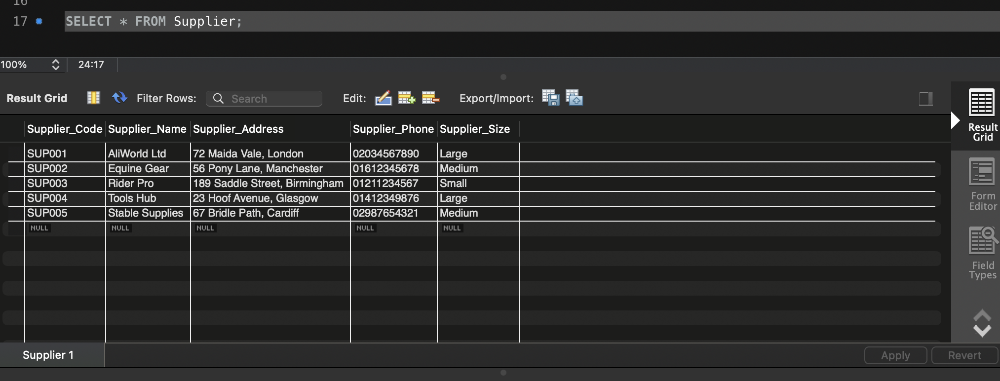 16
17 SELECT * FROM Supplier;
100% 24:17
Result Grid Filter Rows: Search Edit: Export/Import:
Supplier_Code Supplier_Name Supplier_Address Supplier_Phone Supplier_Size
SUP001 AliWorld Ltd 72 Maida Vale, London 02034567890 Large
SUP002 Equine Gear 56 Pony Lane, Manchester 01612345678 Medium
SUP003 Rider Pro 189 Saddle Street, Birmingham 01211234567 Small
SUP004 Tools Hub 23 Hoof Avenue, Glasgow 01412349876 Large
SUP005 Stable Supplies 67 Bridle Path, Cardiff 02987654321 Medium
NULL NULL NULL NULL NULL
Result
Grid
Form
Editor
Field
Types
Supplier 1 Apply Revert